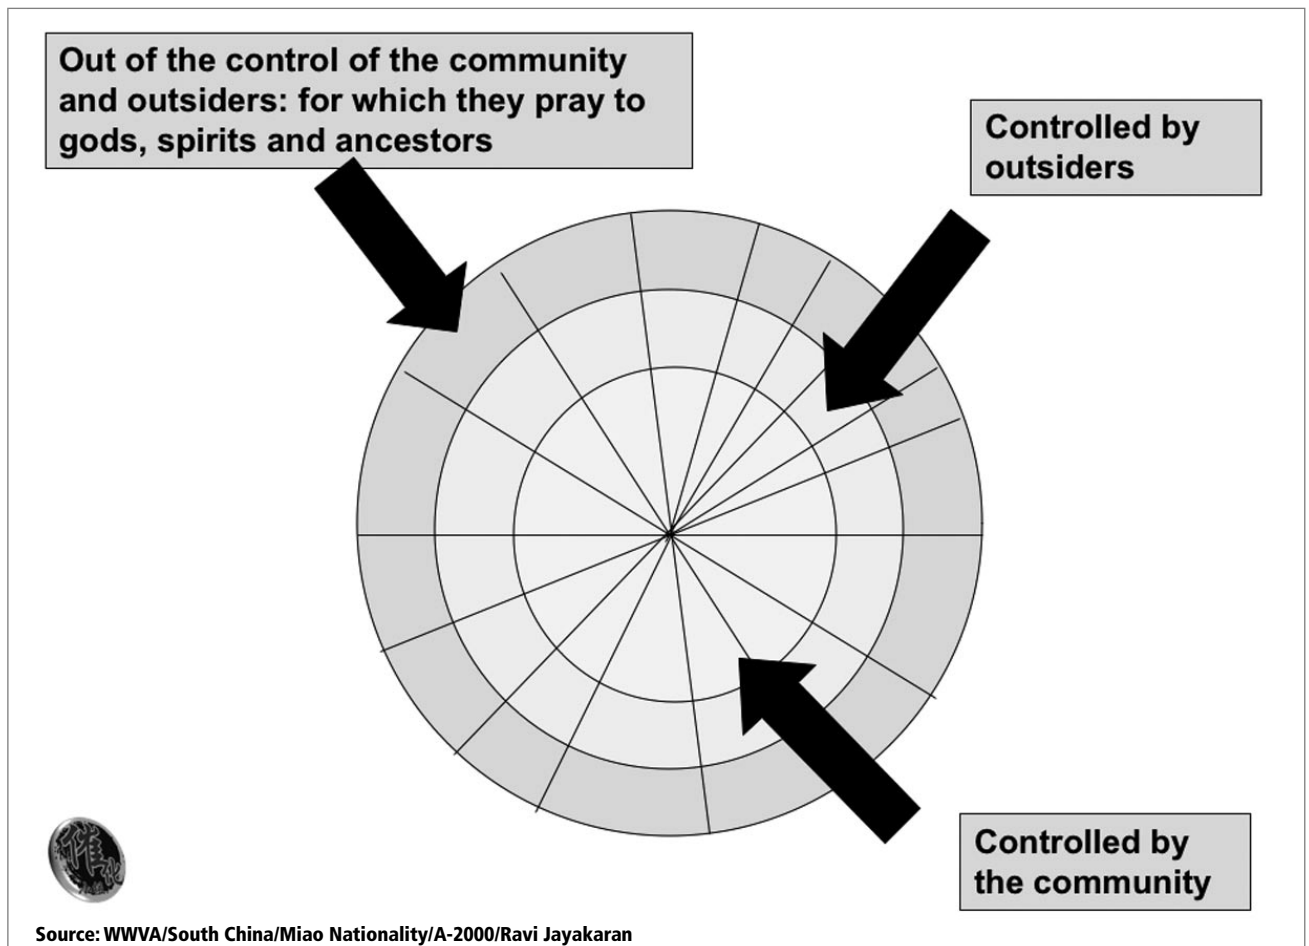 Out of the control of the community
and outsiders: for which they pray to
gods, spirits and ancestors
Controlled by
outsiders
Controlled by
the community
Source: WWVA/South China/Miao Nationality/A-2000/Ravi Jayakaran